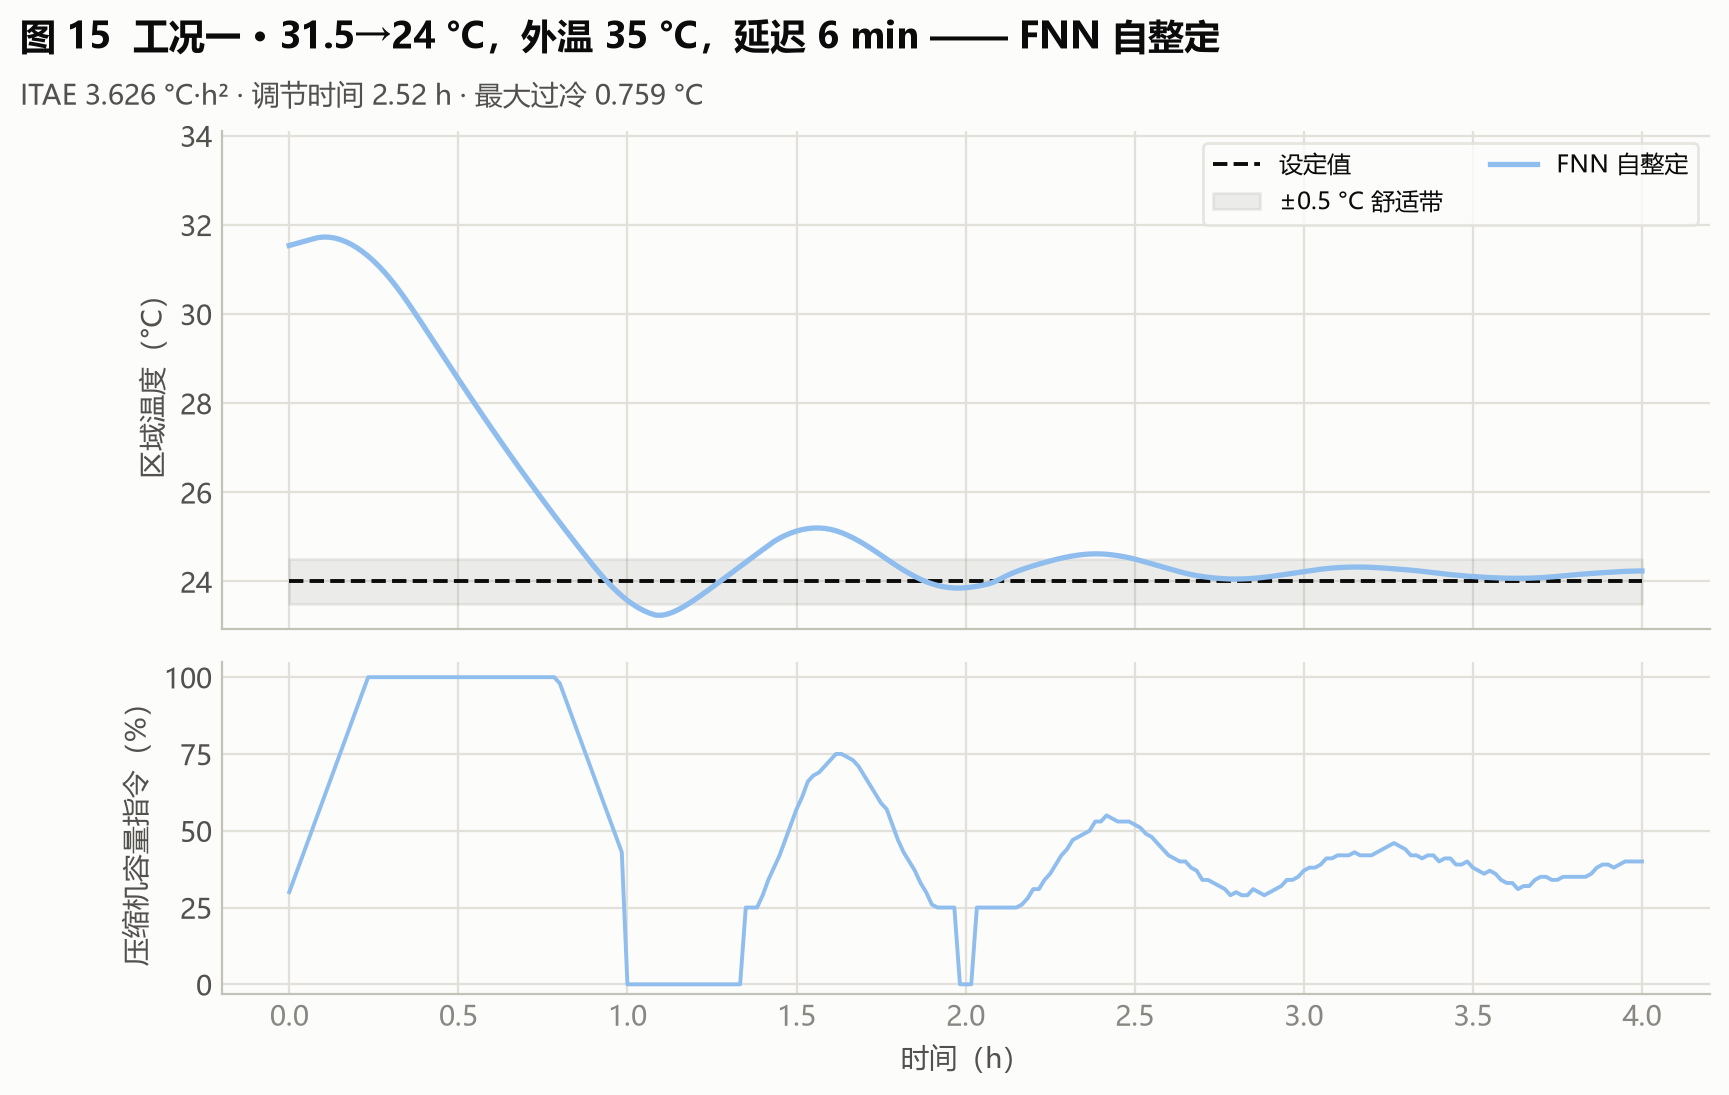 图 15 工况一 • 31.5→24 °C，外温 35 °C，延迟 6 min —— FNN 自整定
ITAE 3.626 °C·h² · 调节时间 2.52 h · 最大过冷 0.759 °C
设定值
FNN 自整定
±0.5 °C 舒适带
区域温度（°C）
34
32
30
28
26
24
压缩机容量指令（%）
100
75
50
25
0
0.0 0.5 1.0 1.5 2.0 2.5 3.0 3.5 4.0
时间（h）